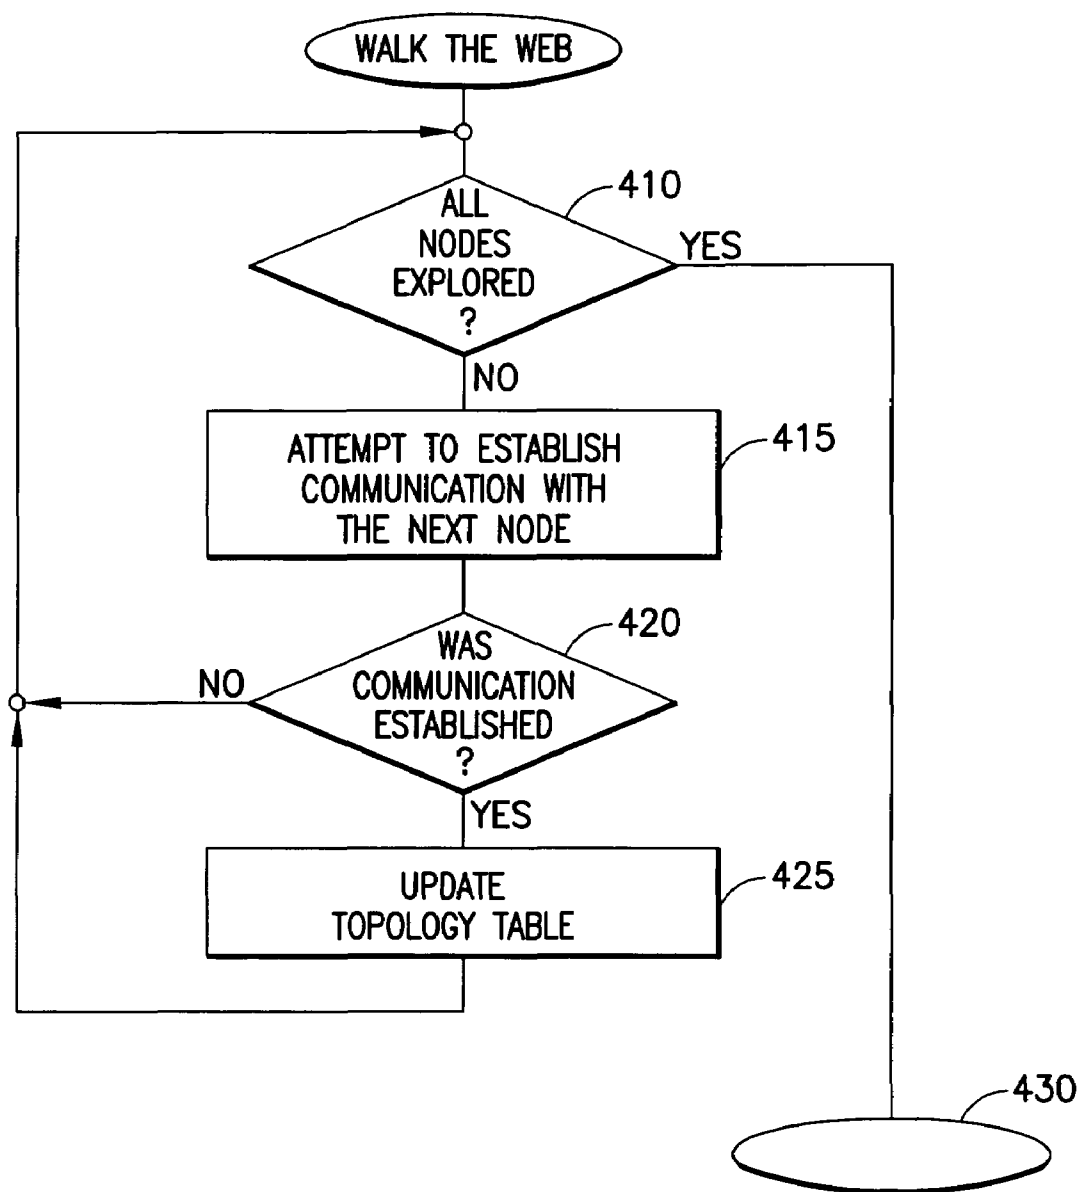 WALK THE WEB
410
ALL
NODES
EXPLORED
?
YES
NO
415
ATTEMPT TO ESTABLISH
COMMUNICATION WITH
THE NEXT NODE
420
WAS
COMMUNICATION
ESTABLISHED
?
NO
YES
425
UPDATE
TOPOLOGY TABLE
430